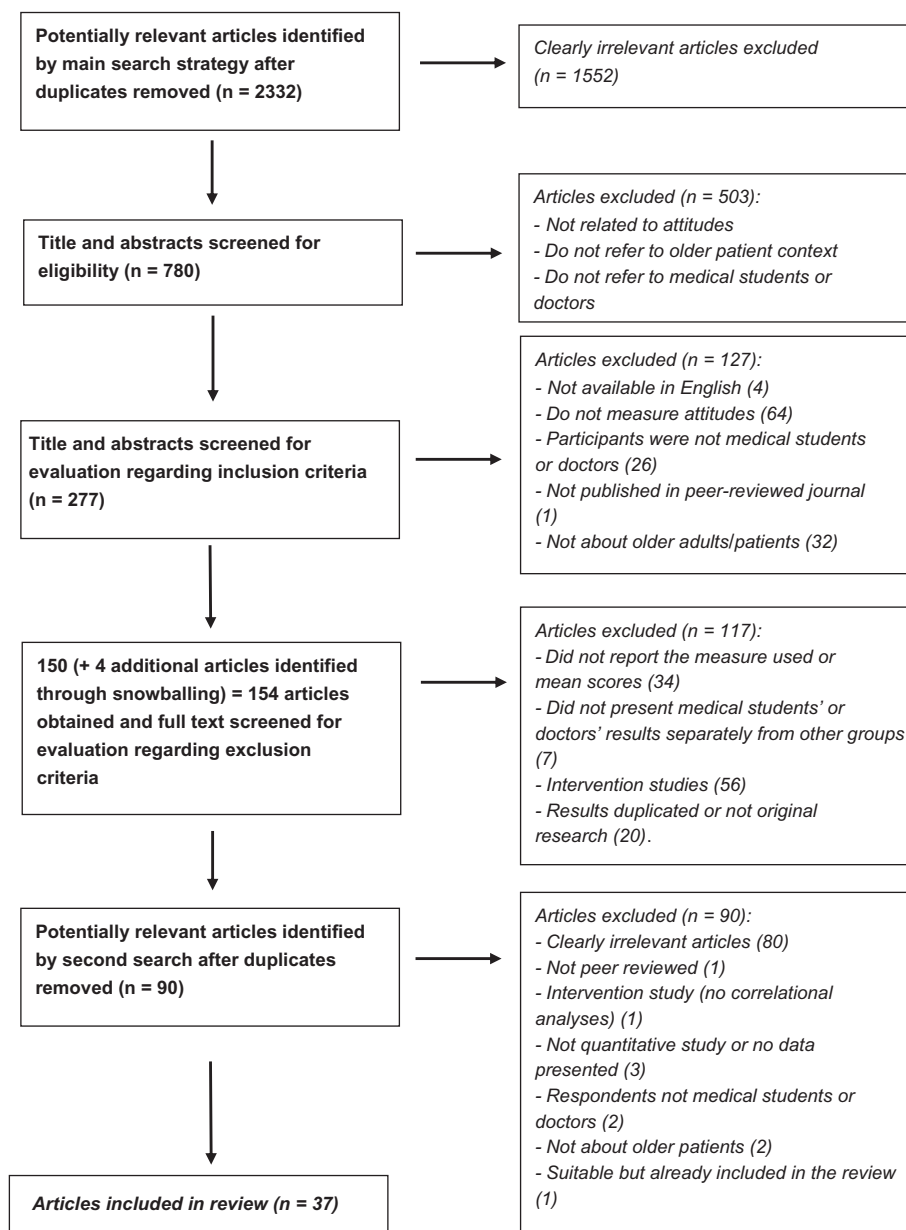 Potentially relevant articles identified
by main search strategy after
duplicates removed (n = 2332)
Clearly irrelevant articles excluded
(n = 1552)
Title and abstracts screened for
eligibility (n = 780)
Articles excluded (n = 503):
- Not related to attitudes
- Do not refer to older patient context
- Do not refer to medical students or
doctors
Title and abstracts screened for
evaluation regarding inclusion criteria
(n = 277)
Articles excluded (n = 127):
- Not available in English (4)
- Do not measure attitudes (64)
- Participants were not medical students
or doctors (26)
- Not published in peer-reviewed journal
(1)
- Not about older adults/patients (32)
150 (+ 4 additional articles identified
through snowballing) = 154 articles
obtained and full text screened for
evaluation regarding exclusion
criteria
Articles excluded (n = 117):
- Did not report the measure used or
mean scores (34)
- Did not present medical students' or
doctors' results separately from other groups
(7)
- Intervention studies (56)
- Results duplicated or not original
research (20).
Potentially relevant articles identified
by second search after duplicates
removed (n = 90)
Articles excluded (n = 90):
- Clearly irrelevant articles (80)
- Not peer reviewed (1)
- Intervention study (no correlational
analyses) (1)
- Not quantitative study or no data
presented (3)
- Respondents not medical students or
doctors (2)
- Not about older patients (2)
- Suitable but already included in the review
(1)
Articles included in review (n = 37)